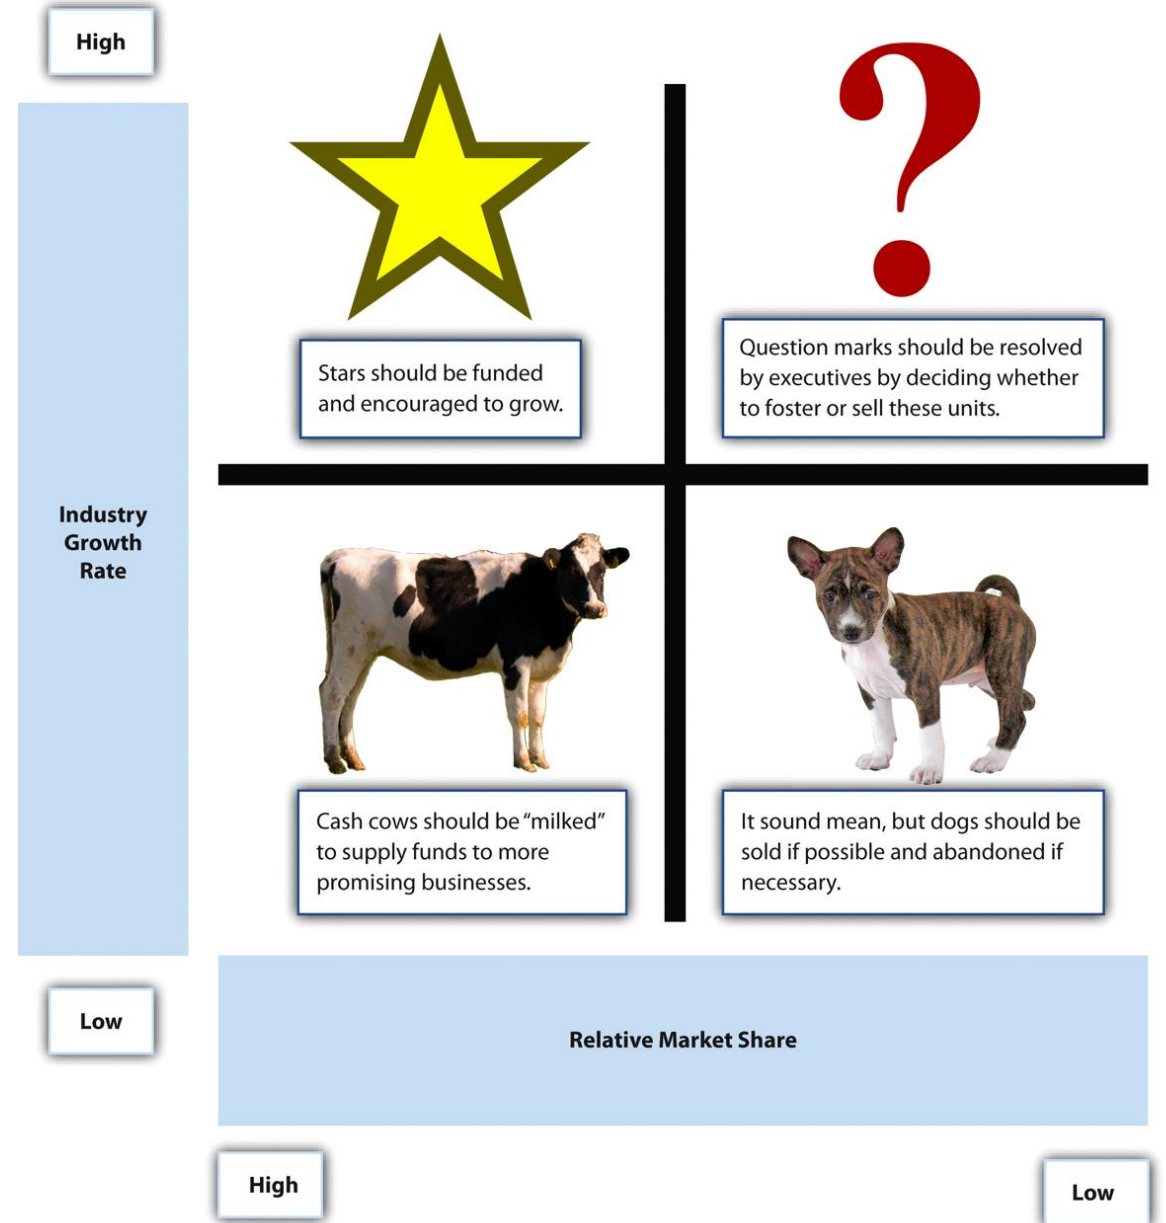 High
Stars should be funded
and encouraged to grow.
Question marks should be resolved
by executives by deciding whether
to foster or sell these units.
Industry
Growth
Rate
Cash cows should be “milked”
to supply funds to more
promising businesses.
It sound mean, but dogs should be
sold if possible and abandoned if
necessary.
Low
Relative Market Share
High
Low